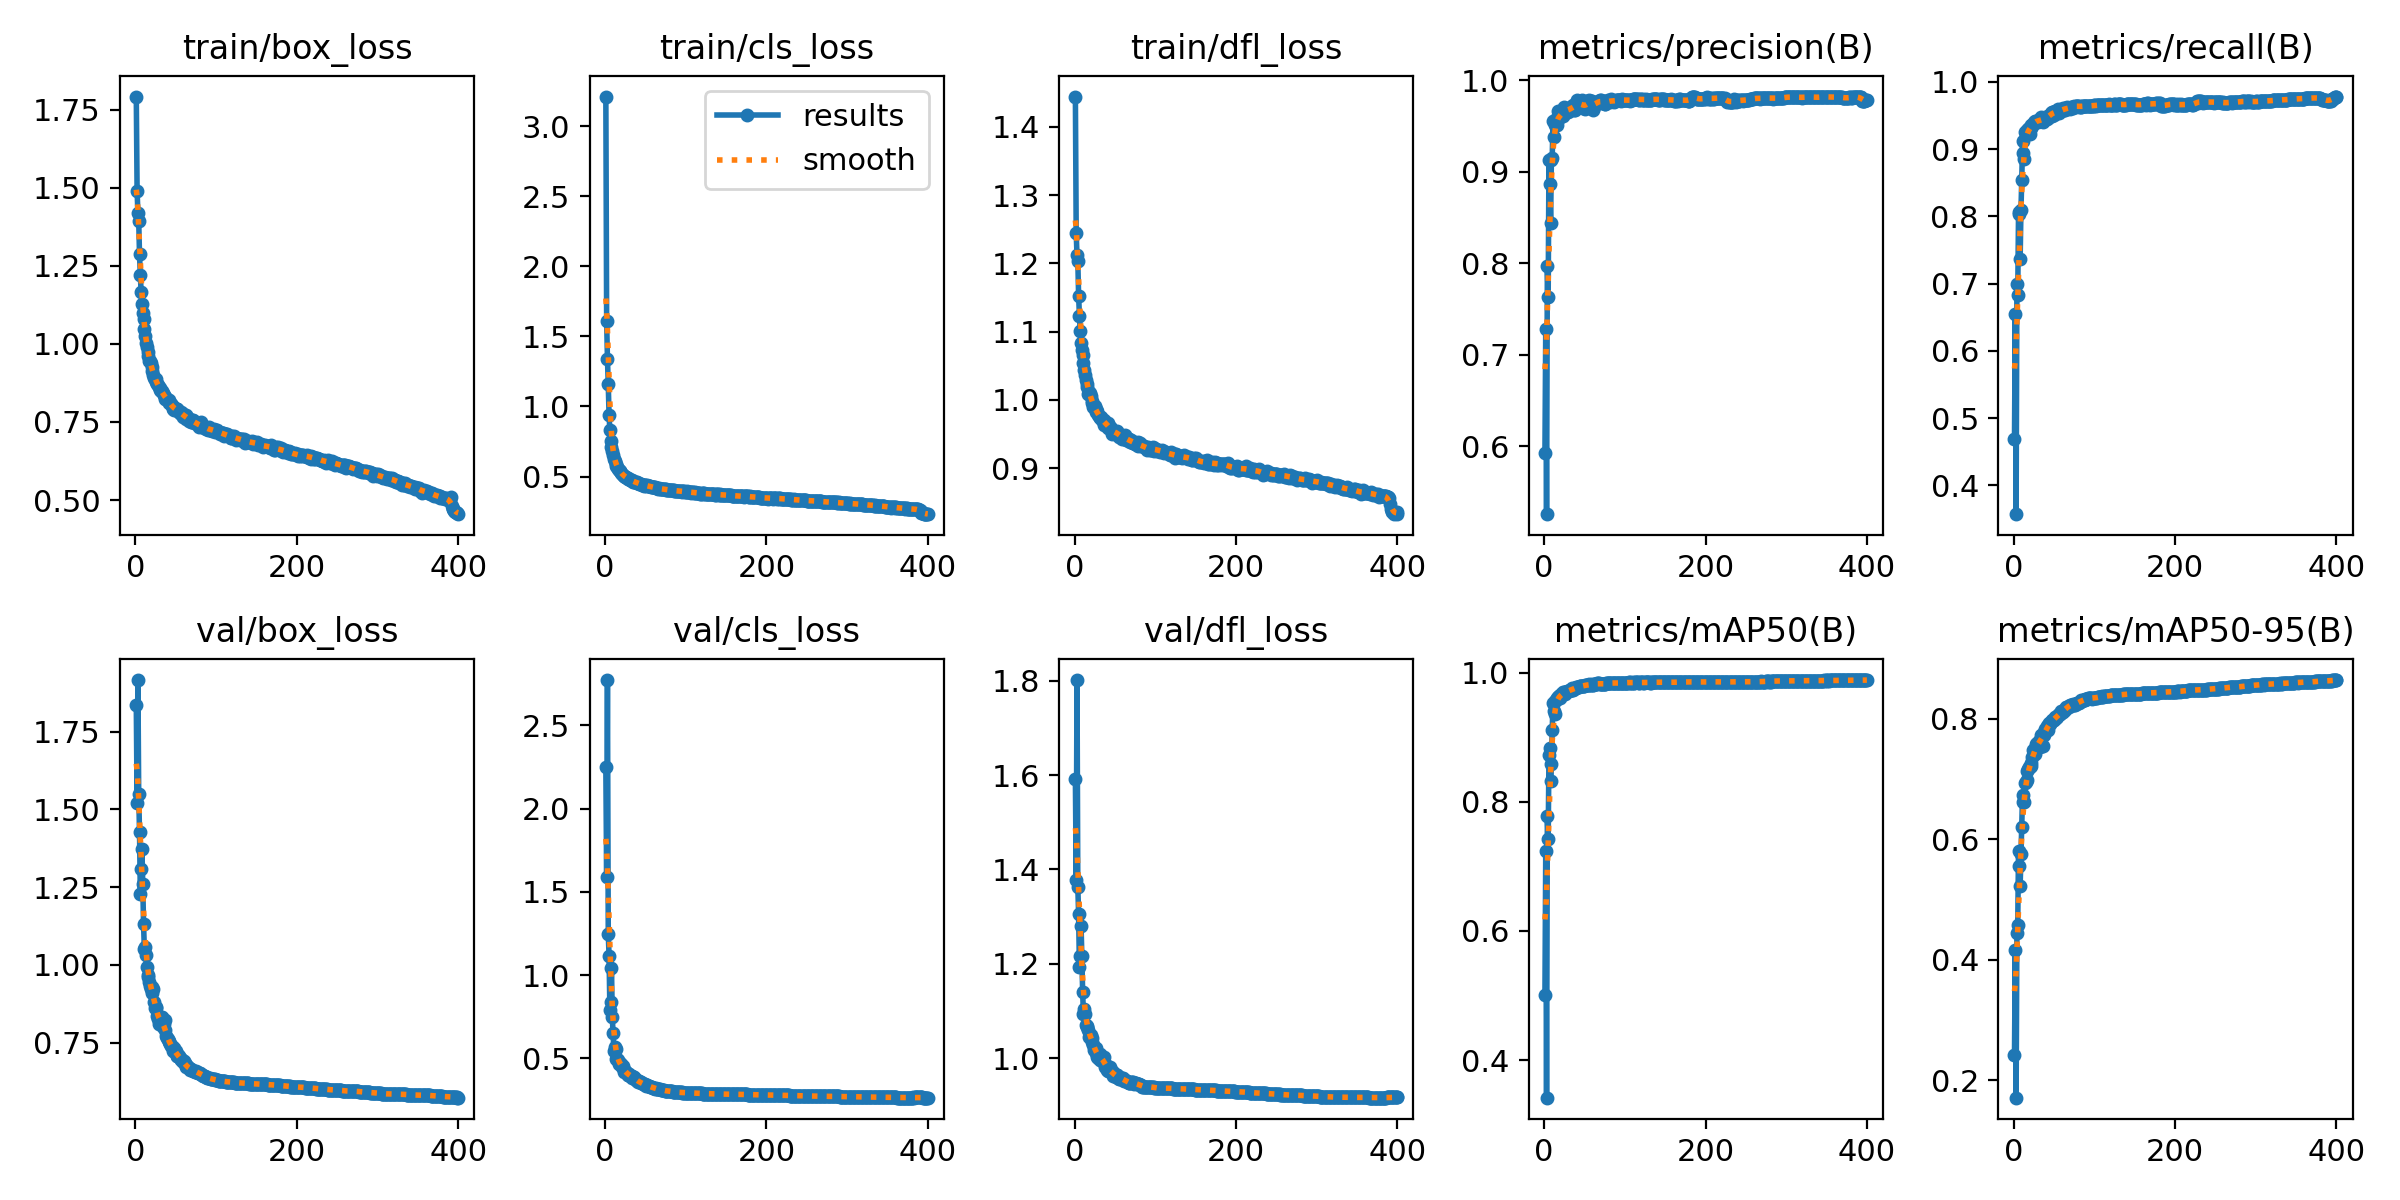 train/box_loss
1.75
1.50
1.25
1.00
0.75
0.50
0 200 400
train/cls_loss
results
smooth
3.0
2.5
2.0
1.5
1.0
0.5
0 200 400
train/dfl_loss
1.4
1.3
1.2
1.1
1.0
0.9
0 200 400
metrics/precision(B)
1.0
0.9
0.8
0.7
0.6
0 200 400
metrics/recall(B)
1.0
0.9
0.8
0.7
0.6
0.5
0.4
0 200 400
val/box_loss
1.75
1.50
1.25
1.00
0.75
0 200 400
val/cls_loss
2.5
2.0
1.5
1.0
0.5
0 200 400
val/dfl_loss
1.8
1.6
1.4
1.2
1.0
0 200 400
metrics/mAP50(B)
1.0
0.8
0.6
0.4
0 200 400
metrics/mAP50-95(B)
0.8
0.6
0.4
0.2
0 200 400